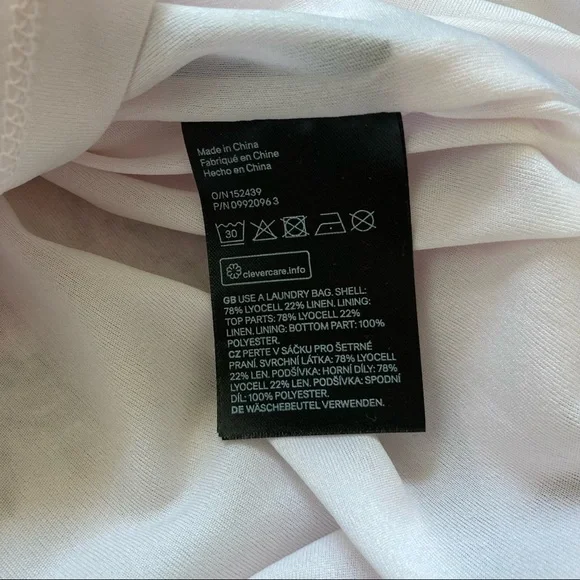 Made in China
Fabriqué en Chine
Hecho en China
O/N 152439
P/N 0992096 3
30
clevercare.info
GB USE A LAUNDRY BAG. SHELL:
78% LYOCELL 22% LINEN. LINING:
TOP PARTS: 78% LYOCELL 22%
LINEN. LINING: BOTTOM PART: 100%
POLYESTER.
CZ PERTE V SÁČKU PRO ŠETRNÉ
PRANÍ. SVRCHNÍ LÁTKA: 78% LYOCELL
22% LEN. PODŠÍVKA: HORNÍ DÍLY: 78%
LYOCELL 22% LEN. PODŠÍVKA: SPODNÍ
DÍL: 100% POLYESTER.
DE WÄSCHEBEUTEL VERWENDEN.